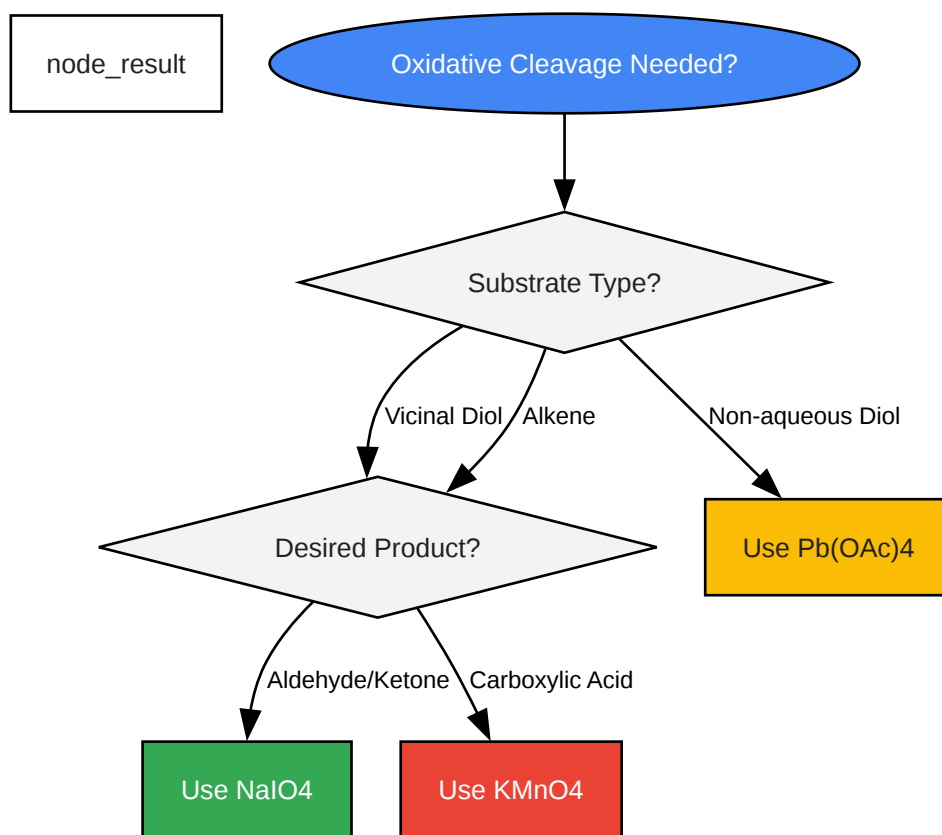 node_result
Oxidative Cleavage Needed?
Substrate Type?
Vicinal Diol
Alkene
Non-aqueous Diol
Desired Product?
Use Pb(OAc)4
Aldehyde/Ketone
Carboxylic Acid
Use NaIO4
Use KMnO4